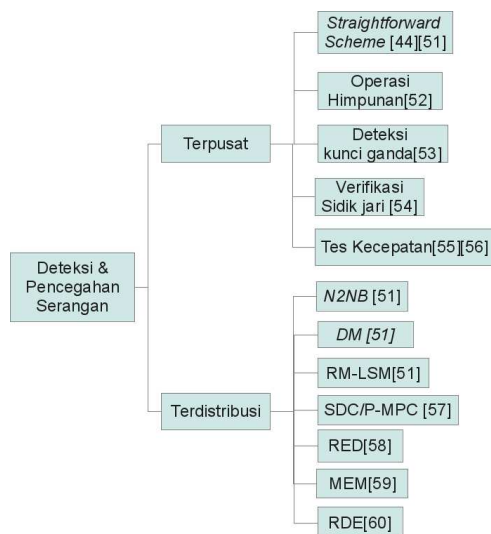 Straightforward
Scheme [44][51]
Operasi
Himpunan[52]
Terpusat
Deteksi
kunci ganda[53]
Verifikasi
Sidik jari [54]
Tes Kecepatan[55][56]
Deteksi &
Pencegahan
Serangan
N2NB [51]
DM [51]
RM-LSM[51]
Terdistribusi
SDC/P-MPC [57]
RED[58]
MEM[59]
RDE[60]